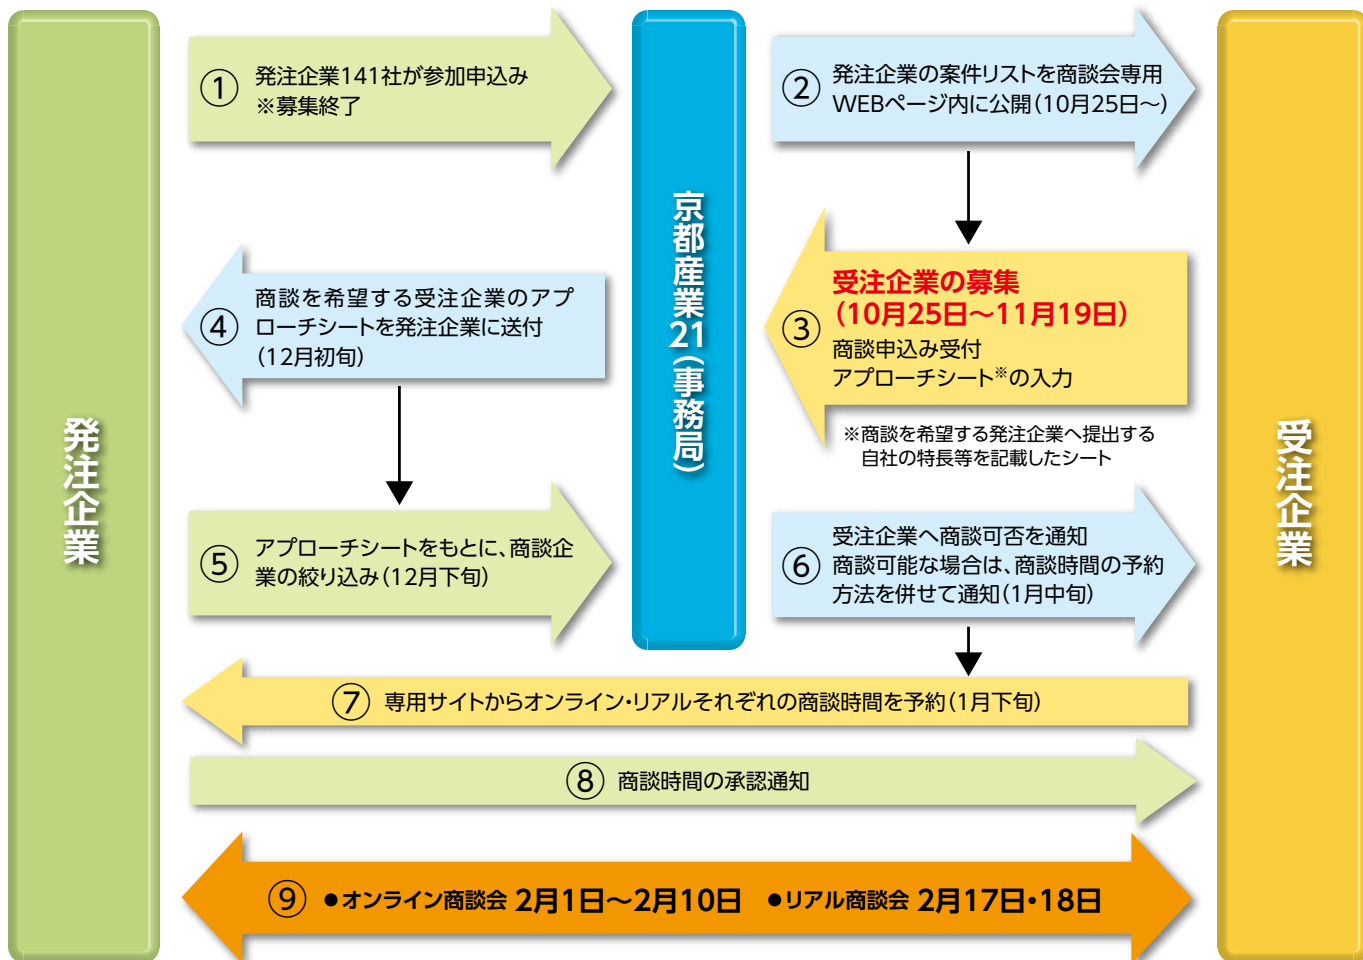 発注企業
京都産業21(事務局)
受注企業
① 発注企業141社が参加申込み
※募集終了
② 発注企業の案件リストを商談会専用
WEBページ内に公開(10月25日〜)
受注企業の募集
(10月25日〜11月19日)
③ 商談申込み受付
アプローチシート※の入力
※商談を希望する発注企業へ提出する
自社の特長等を記載したシート
④ 商談を希望する受注企業のアプ
ローチシートを発注企業に送付
(12月初旬)
⑤ アプローチシートをもとに、商談企
業の絞り込み(12月下旬)
⑥ 受注企業へ商談可否を通知
商談可能な場合は、商談時間の予約
方法を併せて通知(1月中旬)
⑦ 専用サイトからオンライン・リアルそれぞれの商談時間を予約(1月下旬)
⑧ 商談時間の承認通知
⑨ ●オンライン商談会 2月1日〜2月10日 ●リアル商談会 2月17日・18日